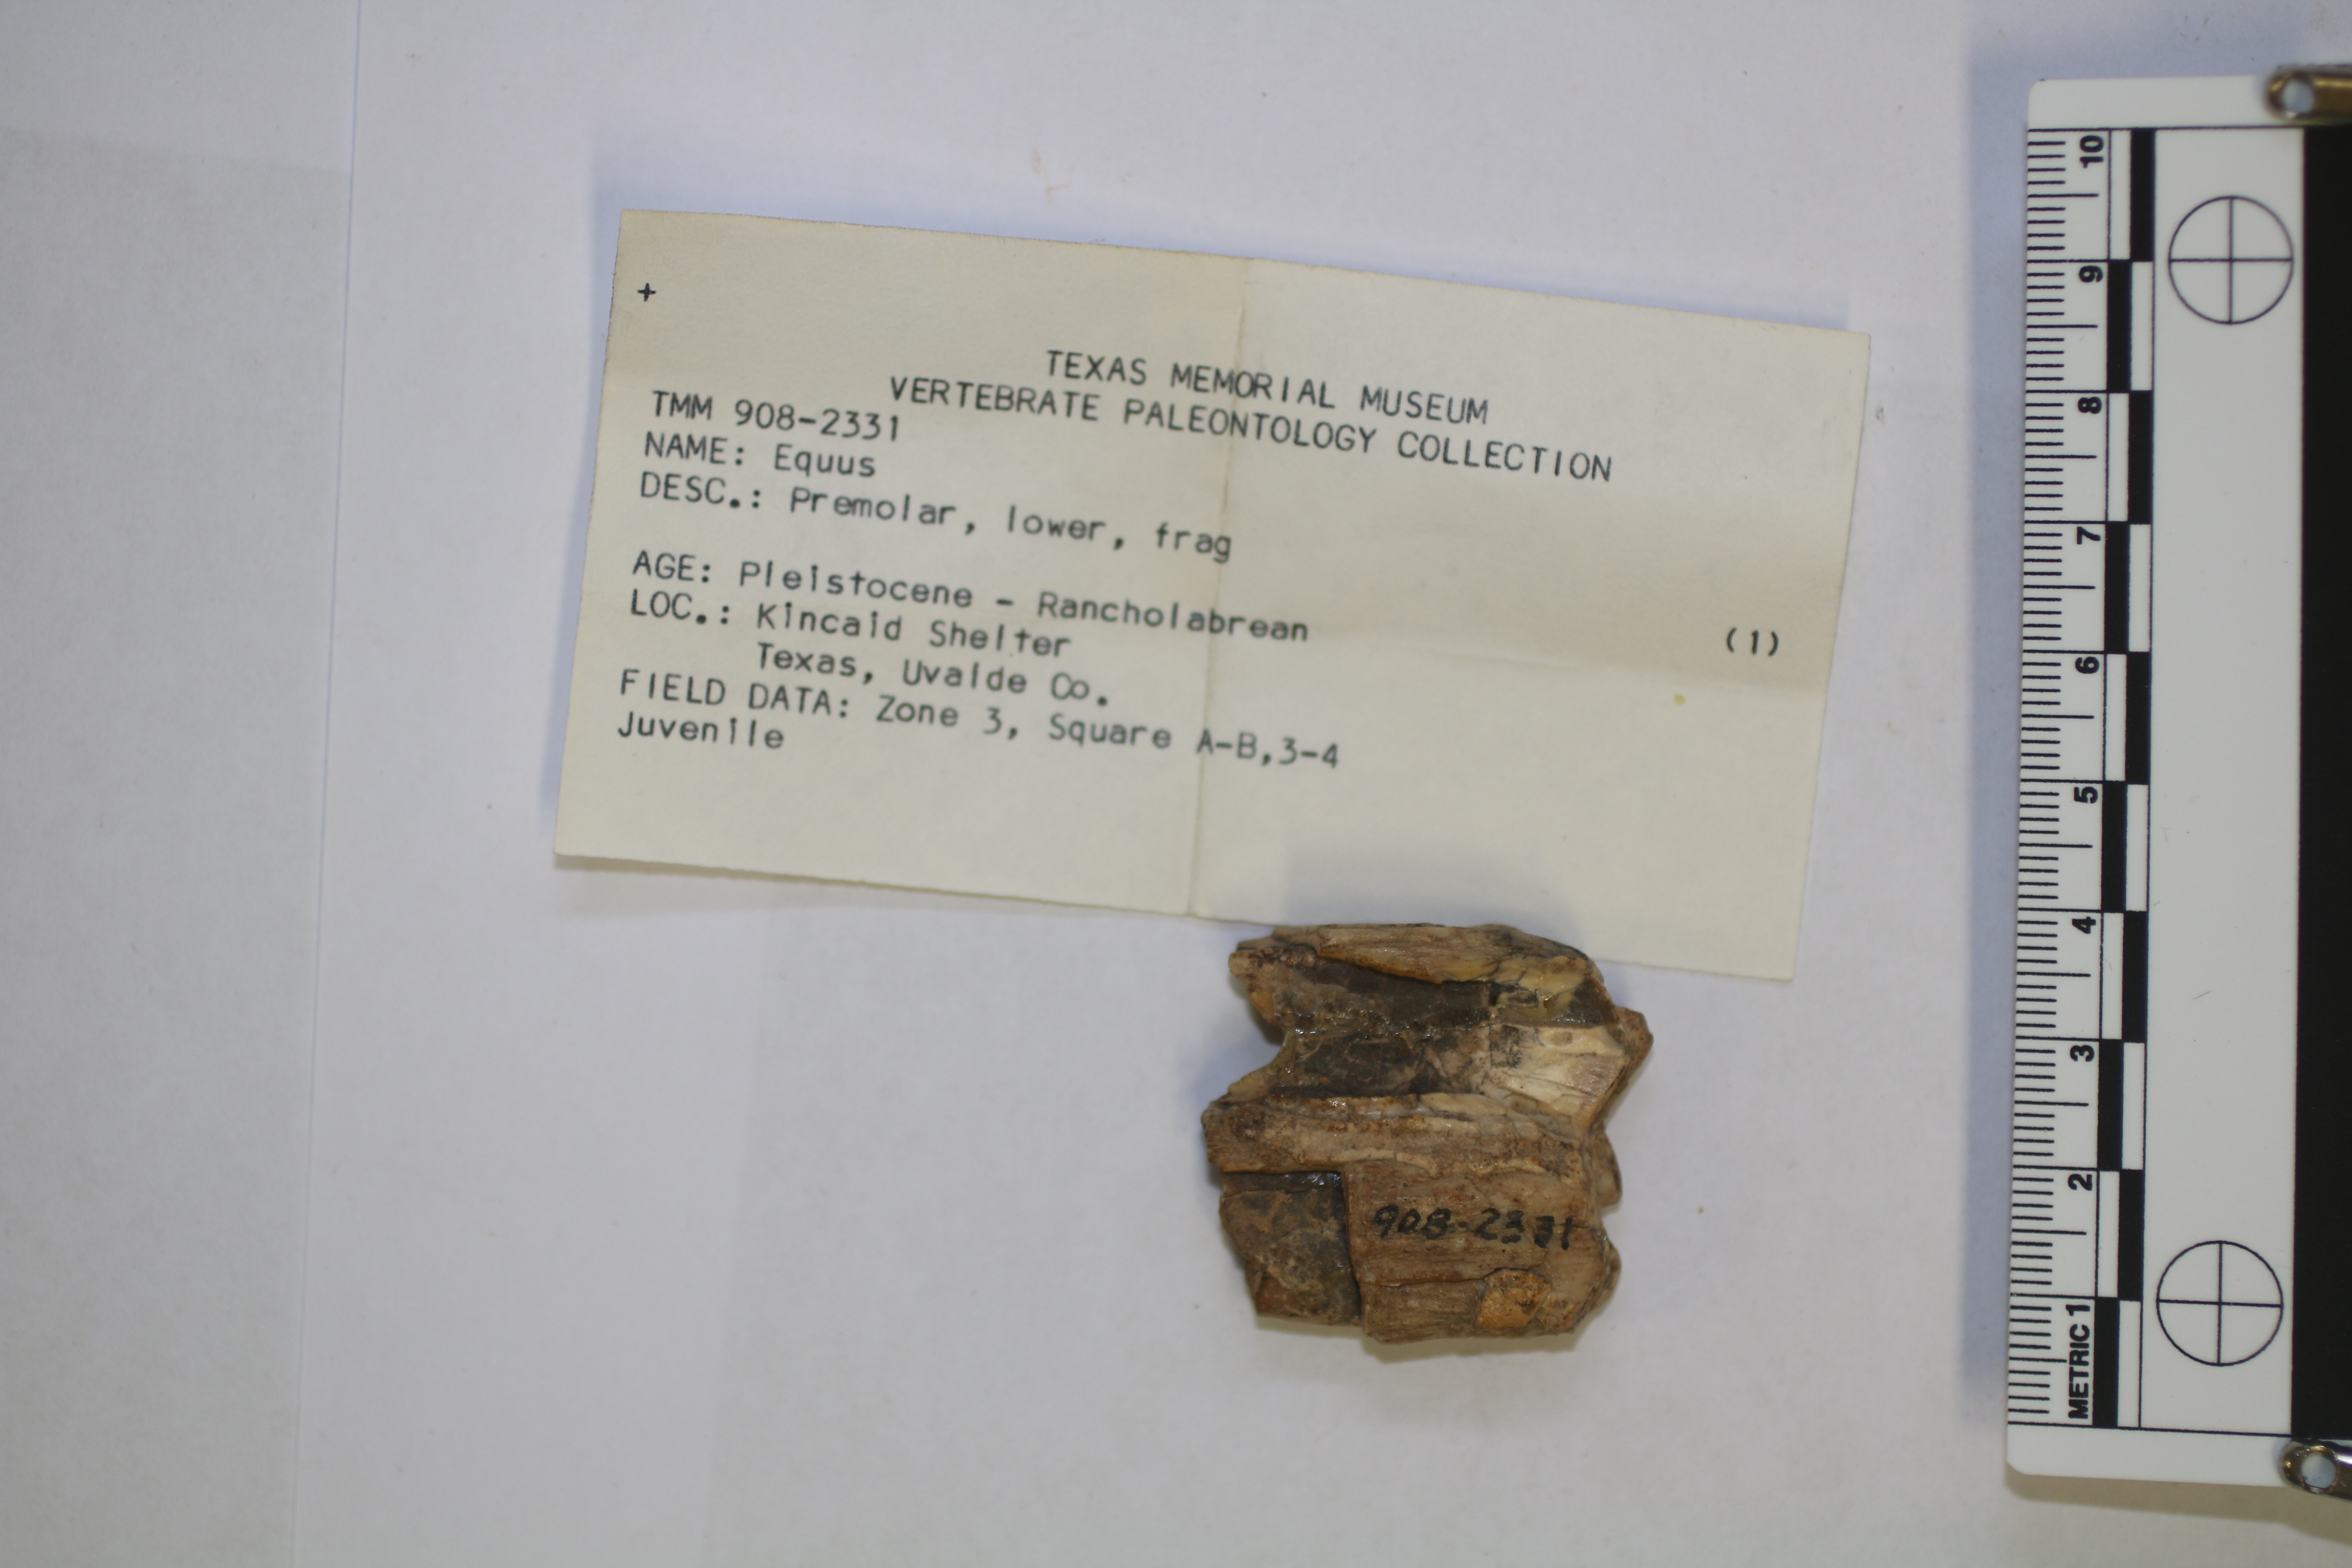 +
TEXAS MEMORIAL MUSEUM
VERTEBRATE PALEONTOLOGY COLLECTION
TMM 908-2331
NAME: Equus
DESC.: Premolar, lower, frag
AGE: Pleistocene - Rancholabrean
(1)
LOC.: Kincaid Shelter
Texas, Uvalde Co.
FIELD DATA: Zone 3, Square A-B,3-4
Juvenile
908-2331
10
9
8
7
6
5
4
3
2
METRIC 1